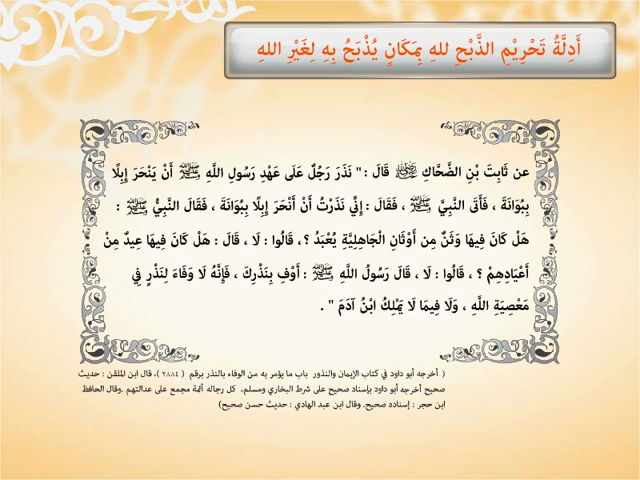 أَدِلَّةُ تَحْرِيْمِ الذَّبْحِ للهِ بِمَكَانٍ يُذْبَحُ بِهِ لِغَيْرِ اللهِ
عن ثَابِتَ بْنِ الضَّحَّاكِ ﵁ قَالَ : " نَذَرَ رَجُلٌ عَلَى عَهْدِ رَسُولِ اللَّهِ ﷺ أَنْ يَنْحَرَ إِبِلًا
بِبُوَانَةَ ، فَأَتَى النَّبِيَّ ﷺ ، فَقَالَ : إِنِّي نَذَرْتُ أَنْ أَنْحَرَ إِبِلًا بِبُوَانَةَ ، فَقَالَ النَّبِيُّ ﷺ :
هَلْ كَانَ فِيهَا وَثَنٌ مِن أَوْثَانِ الْجَاهِلِيَّةِ يُعْبَدُ ؟ ، قَالُوا : لَا ، قَالَ : هَلْ كَانَ فِيهَا عِيدٌ مِنْ
أَعْيَادِهِمْ ؟ ، قَالُوا : لَا ، قَالَ رَسُولُ اللَّهِ ﷺ : أَوْفِ بِنَذْرِكَ ، فَإِنَّهُ لَا وَفَاءَ لِنَذْرٍ فِي
مَعْصِيَةِ اللَّهِ ، وَلَا فِيمَا لَا يَمْلِكُ ابْنُ آدَمَ " .
( أخرجه أبو داود في كتاب الإيمان والنذور باب ما يؤمر به من الوفاء بالنذر برقم ( ٢٨٨٤ )، قال ابن الملقن : حديث
صحيح أخرجه أبو داود بإسناد صحيح على شرط البخاري ومسلم، كل رجاله أئمة مجمع على عدالتهم .وقال الحافظ
ابن حجر : إسناده صحيح. وقال ابن عبد الهادي : حديث حسن صحيح)